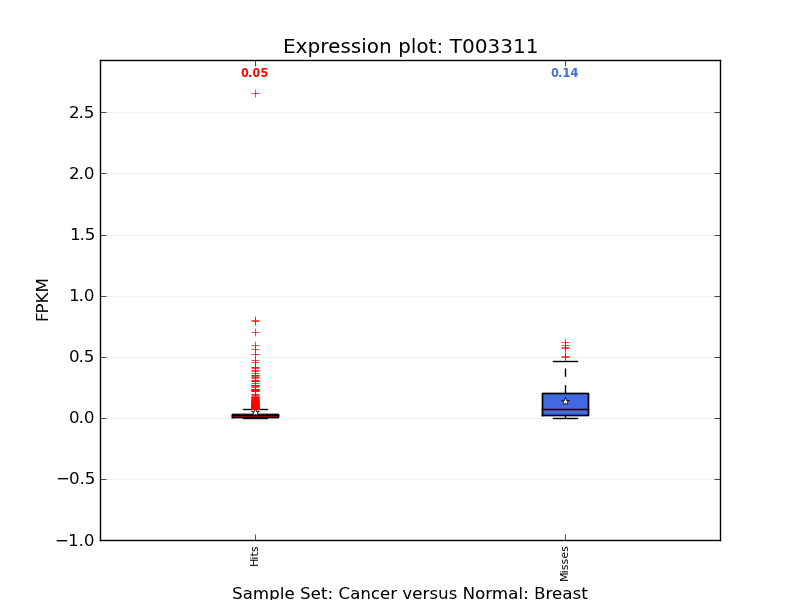 Expression plot: T003311
0.05
0.14
2.5
2.0
1.5
1.0
0.5
0.0
−0.5
−1.0
FPKM
Hits
Misses
Sample Set: Cancer versus Normal: Breast